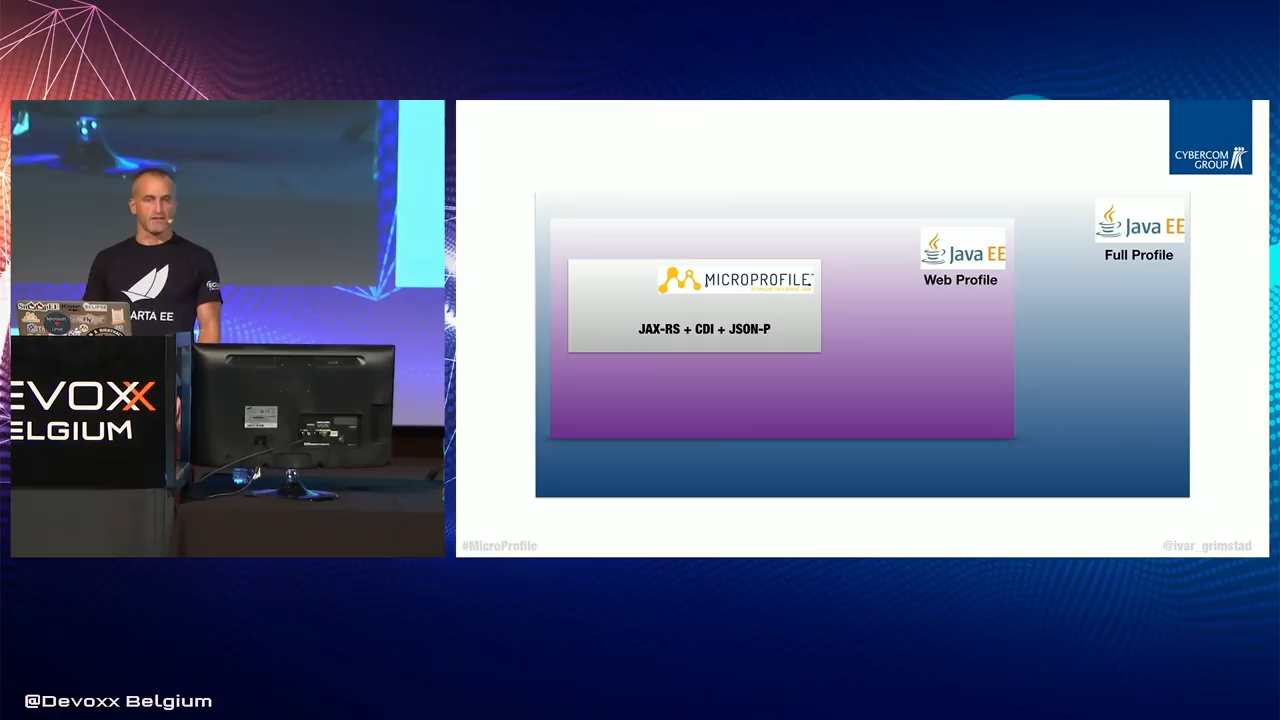 CYBERCOM
GROUP
Java EE
Full Profile
Java EE
Web Profile
MICROPROFILE
JAX-RS + CDI + JSON-P
ARTA EE
EVOXX
ELGIUM
#MicroProfile
@ivar_grimstad
@Devoxx Belgium